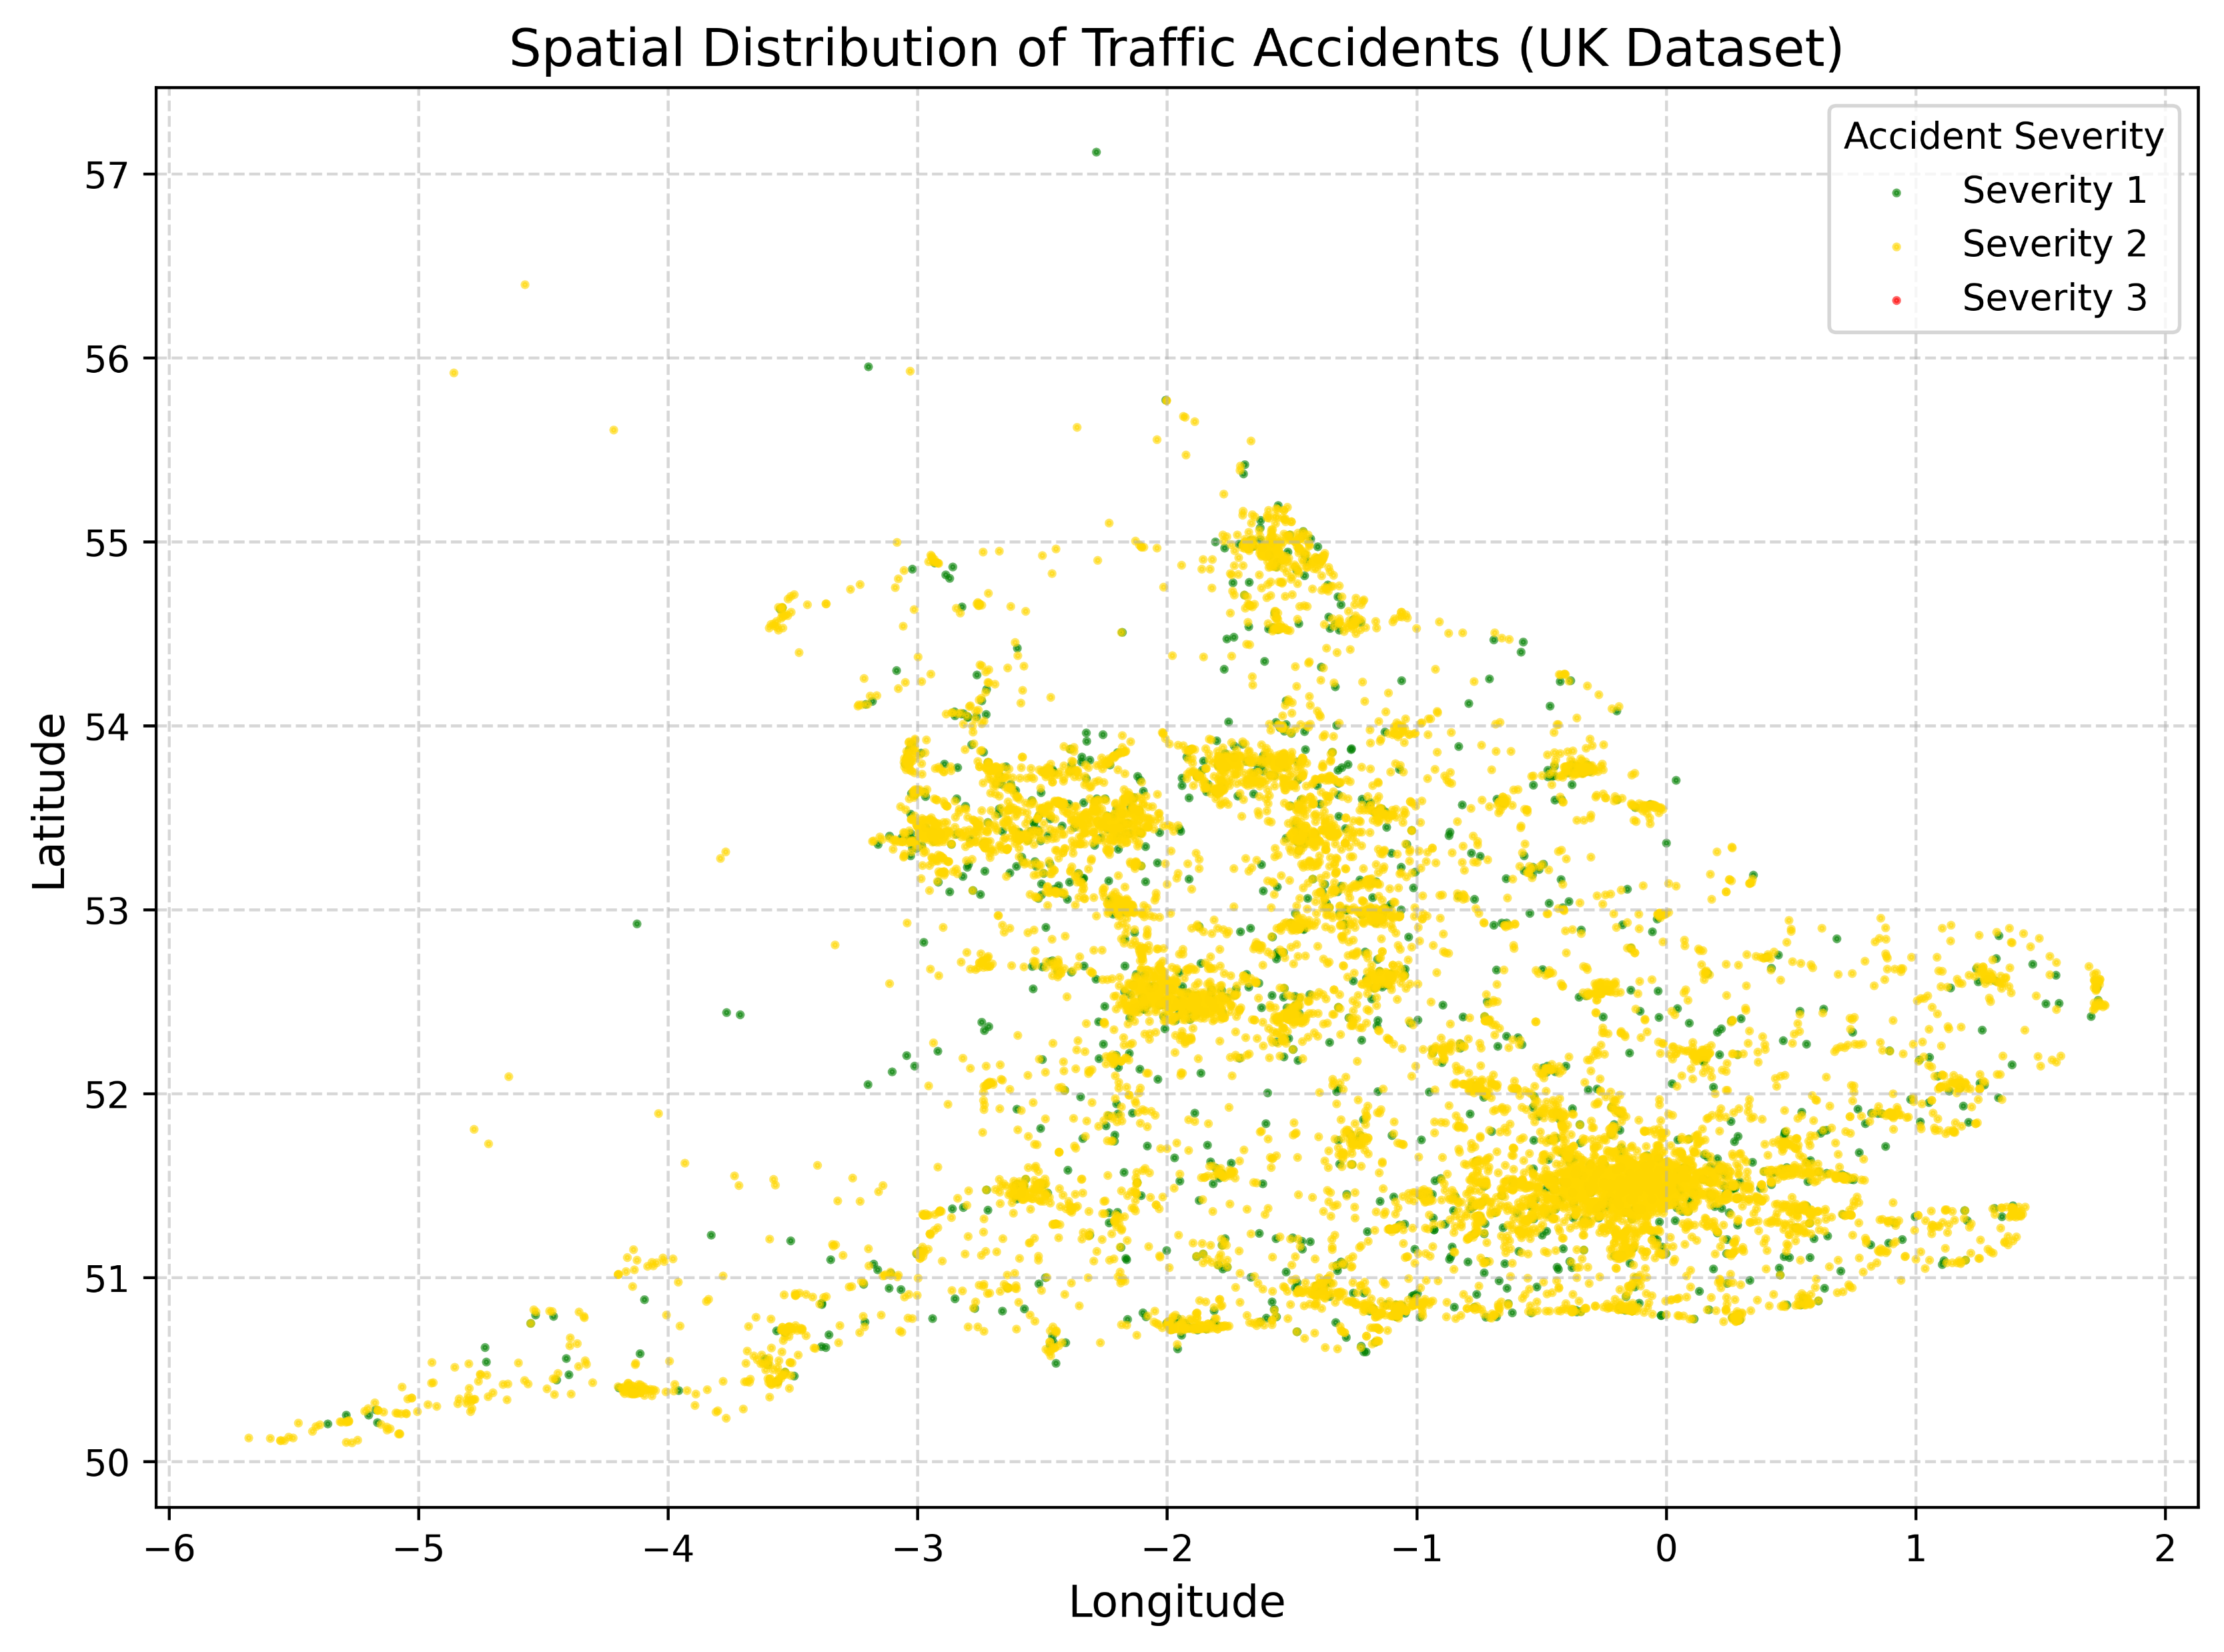 Spatial Distribution of Traffic Accidents (UK Dataset)
Accident Severity
Severity 1
Severity 2
Severity 3
57
56
55
54
53
52
51
50
Latitude
−6 −5 −4 −3 −2 −1 0 1 2
Longitude